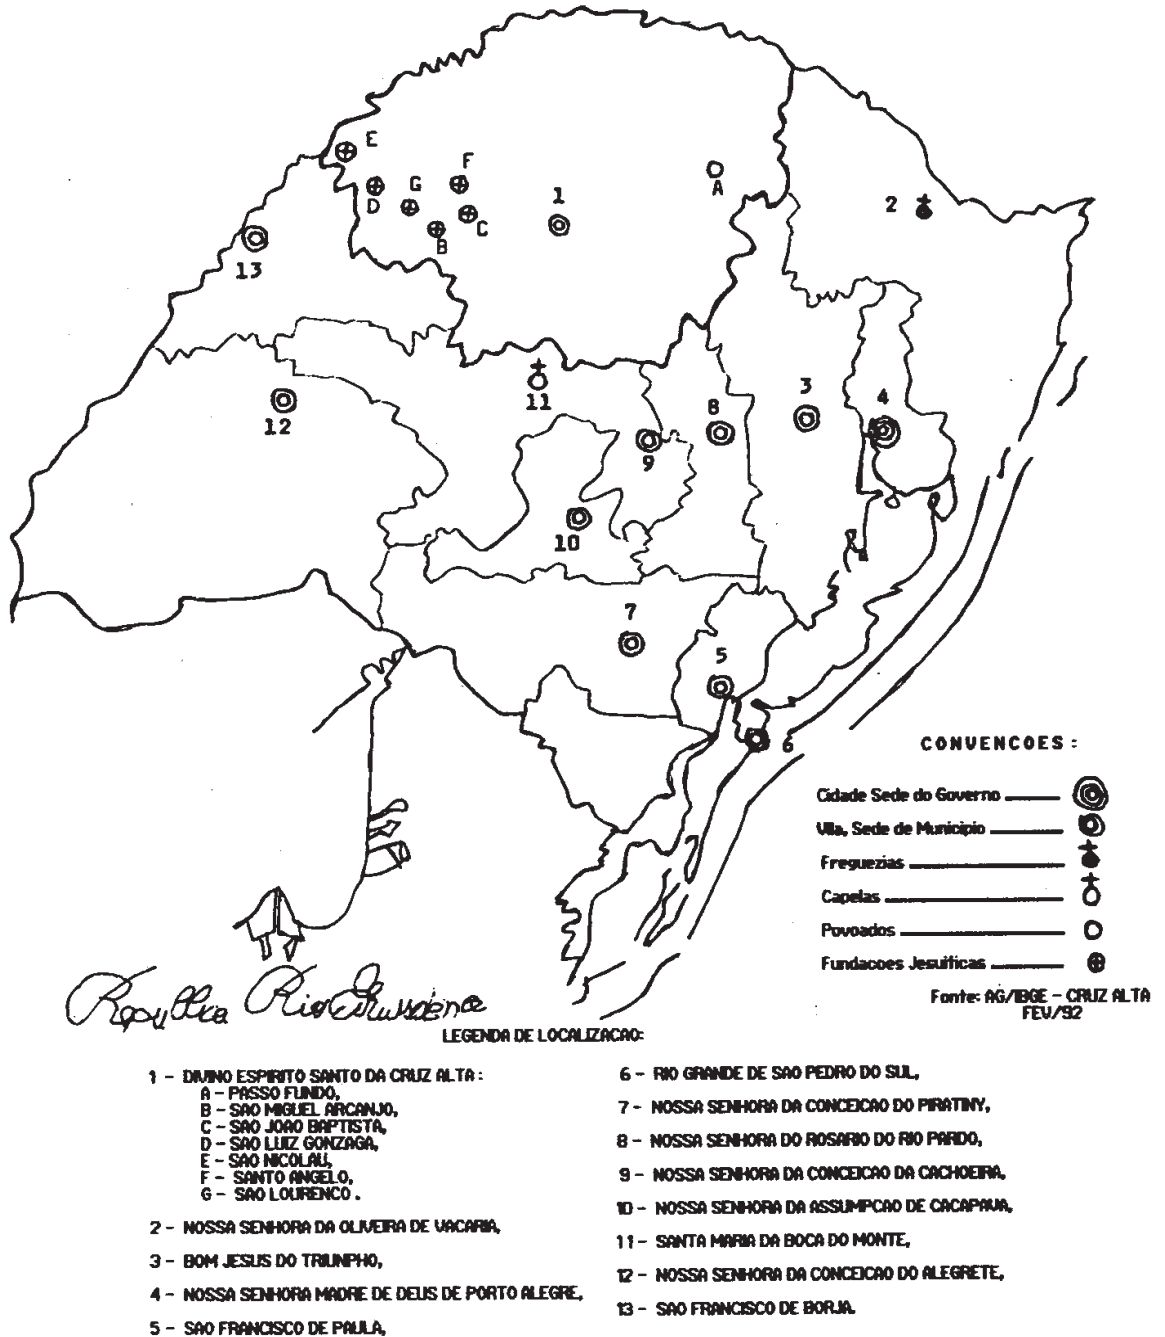 E
F
A
D
G
1
2
B
C
13
11
12
3
8
4
9
10
7
5
6
CONVENCOES :
Cidade Sede do Governo
Vila, Sede de Municipio
Freguezias
Capelas
Povoados
Fundacoes Jesuiticas
Fonte: AG/IBGE - CRUZ ALTA
FEV/92
Republica Rio Grandense
LEGENDA DE LOCALIZACAO:
1 - DIVINO ESPIRITO SANTO DA CRUZ ALTA :
A - PASSO FUNDO,
B - SAO MIGUEL ARCANJO,
C - SAO JOAO BAPTISTA,
D - SAO LUIZ GONZAGA,
E - SAO NICOLAU,
F - SANTO ANGELO,
G - SAO LOURENCO .
2 - NOSSA SENHORA DA OLIVEIRA DE VACARIA,
3 - BOM JESUS DO TRIUNPHO,
4 - NOSSA SENHORA MADRE DE DEUS DE PORTO ALEGRE,
5 - SAO FRANCISCO DE PAULA,
6 - RIO GRANDE DE SAO PEDRO DO SUL,
7 - NOSSA SENHORA DA CONCEICAO DO PIRATINY,
8 - NOSSA SENHORA DO ROSARIO DO RIO PARDO,
9 - NOSSA SENHORA DA CONCEICAO DA CACHOEIRA,
10 - NOSSA SENHORA DA ASSUMPCAO DE CACAPAVA,
11 - SANTA MARIA DA BOCA DO MONTE,
12 - NOSSA SENHORA DA CONCEICAO DO ALEGRETE,
13 - SAO FRANCISCO DE BORJA.